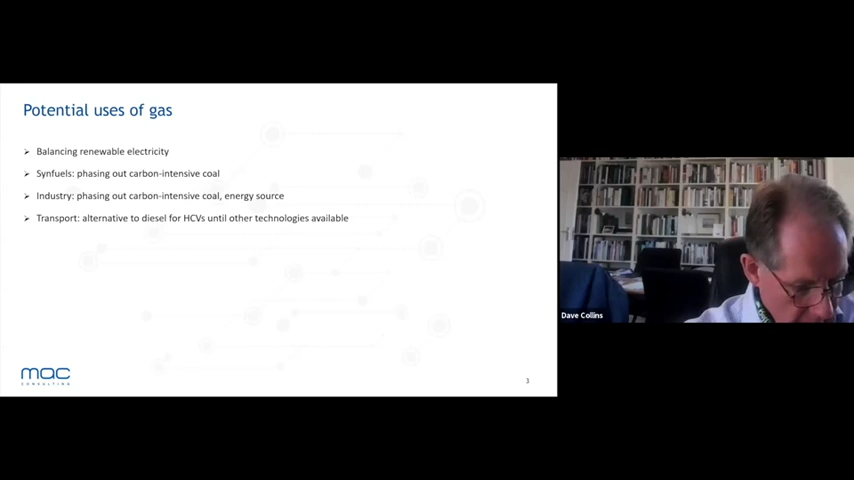 Potential uses of gas
➢ Balancing renewable electricity
➢ Synfuels: phasing out carbon-intensive coal
➢ Industry: phasing out carbon-intensive coal, energy source
➢ Transport: alternative to diesel for HCVs until other technologies available
mac
CONSULTING
3
Dave Collins